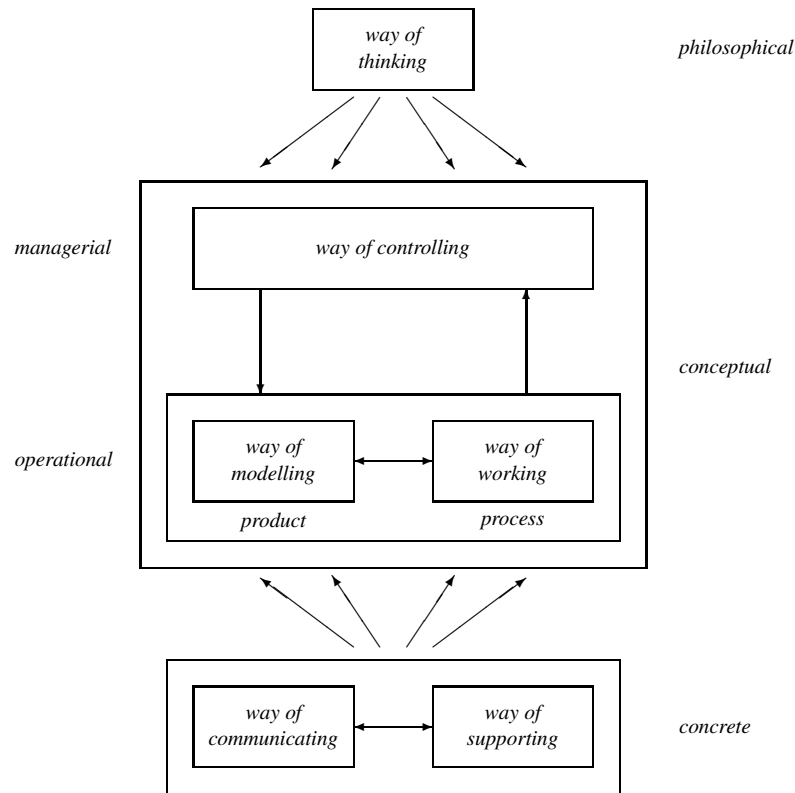 way of
thinking
philosophical
managerial
way of controlling
conceptual
operational
way of
modelling
way of
working
product
process
way of
communicating
way of
supporting
concrete